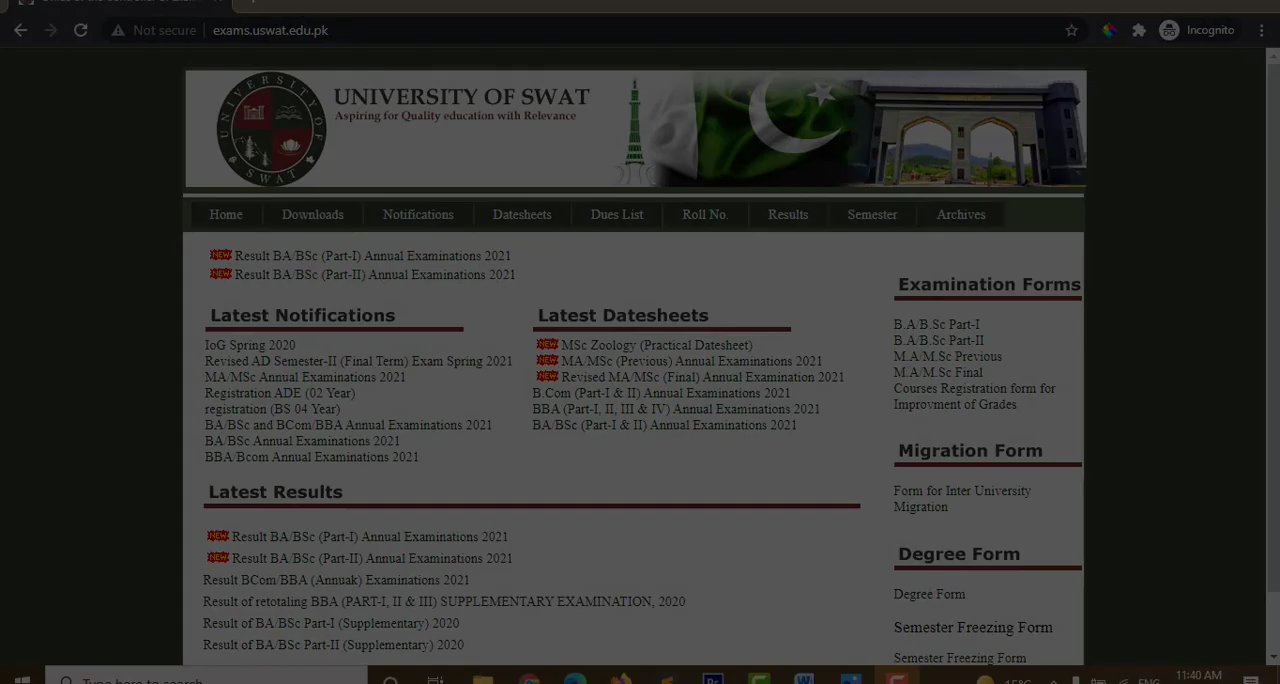 Not secure
exams.uswat.edu.pk
Incognito
UNIVERSITY OF SWAT
UNIVERSITY OF SWAT
Aspiring for Quality education with Relevance
Home Downloads Notifications Datesheets Dues List Roll No. Results Semester Archives
NEW Result BA/BSc (Part-I) Annual Examinations 2021
NEW Result BA/BSc (Part-II) Annual Examinations 2021
Latest Notifications
IoG Spring 2020
Revised AD Semester-II (Final Term) Exam Spring 2021
MA/MSc Annual Examinations 2021
Registration ADE (02 Year)
registration (BS 04 Year)
BA/BSc and BCom/BBA Annual Examinations 2021
BA/BSc Annual Examinations 2021
BBA/Bcom Annual Examinations 2021
Latest Datesheets
NEW MSc Zoology (Practical Datesheet)
NEW MA/MSc (Previous) Annual Examinations 2021
NEW Revised MA/MSc (Final) Annual Examination 2021
B.Com (Part-I & II) Annual Examinations 2021
BBA (Part-I, II, III & IV) Annual Examinations 2021
BA/BSc (Part-I & II) Annual Examinations 2021
Latest Results
NEW Result BA/BSc (Part-I) Annual Examinations 2021
NEW Result BA/BSc (Part-II) Annual Examinations 2021
Result BCom/BBA (Annuak) Examinations 2021
Result of retotaling BBA (PART-I, II & III) SUPPLEMENTARY EXAMINATION, 2020
Result of BA/BSc Part-I (Supplementary) 2020
Result of BA/BSc Part-II (Supplementary) 2020
Examination Forms
B.A/B.Sc Part-I
B.A/B.Sc Part-II
M.A/M.Sc Previous
M.A/M.Sc Final
Courses Registration form for
Improvment of Grades
Migration Form
Form for Inter University
Migration
Degree Form
Degree Form
Semester Freezing Form
Semester Freezing Form
Type here to search
Ps
W
15°C
ENG
11:40 AM